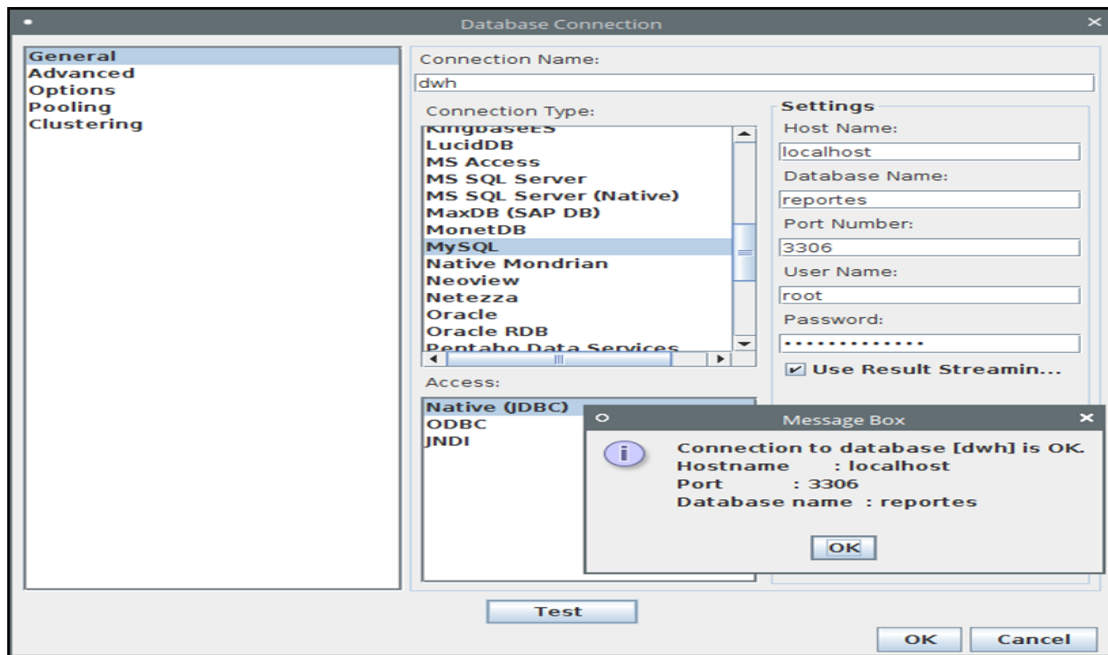 Database Connection
General
Advanced
Options
Pooling
Clustering
Connection Name:
dwh
Connection Type:
KingbaseES
LucidDB
MS Access
MS SQL Server
MS SQL Server (Native)
MaxDB (SAP DB)
MonetDB
MySQL
Native Mondrian
Neoview
Netezza
Oracle
Oracle RDB
Pentaho Data Services
Access:
Native (JDBC)
ODBC
JNDI
Settings
Host Name:
localhost
Database Name:
reportes
Port Number:
3306
User Name:
root
Password:
•••••••••••••
Use Result Streamin...
Message Box
Connection to database [dwh] is OK.
Hostname : localhost
Port : 3306
Database name : reportes
OK
Test
OK Cancel